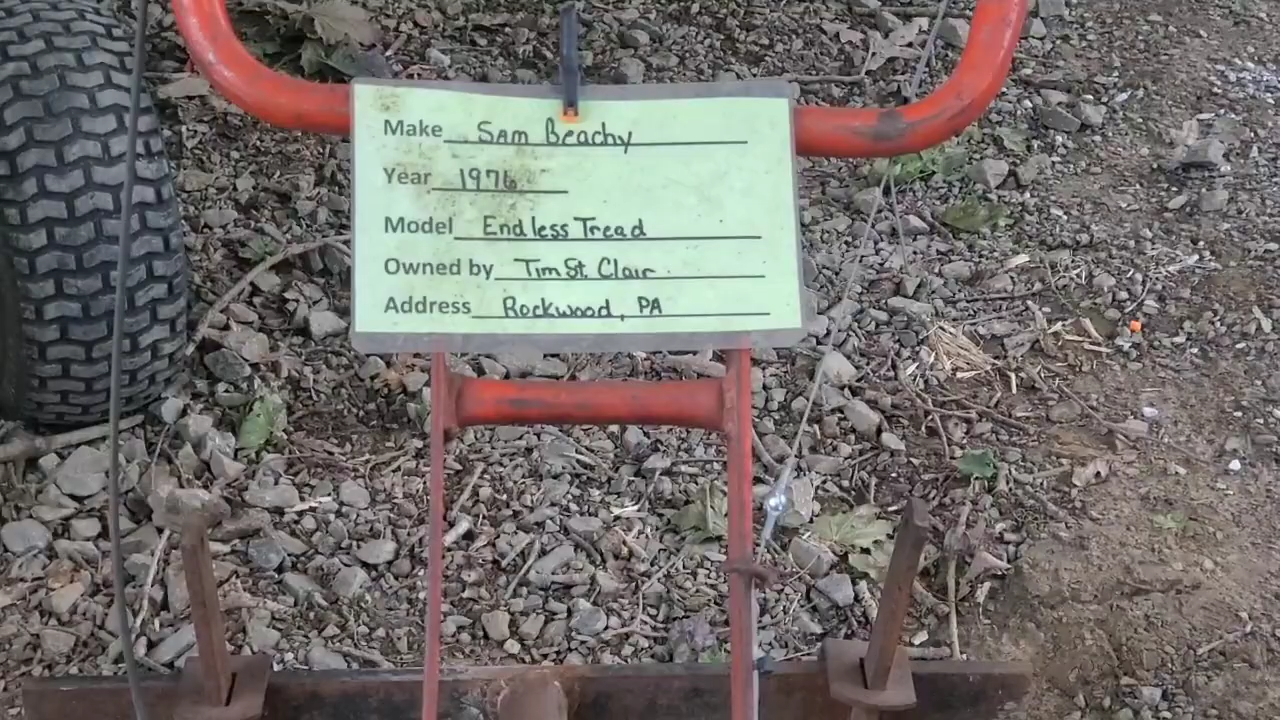 Make Sam Beachy
Year 1976
Model Endless Tread
Owned by Tim St. Clair
Address Rockwood, PA